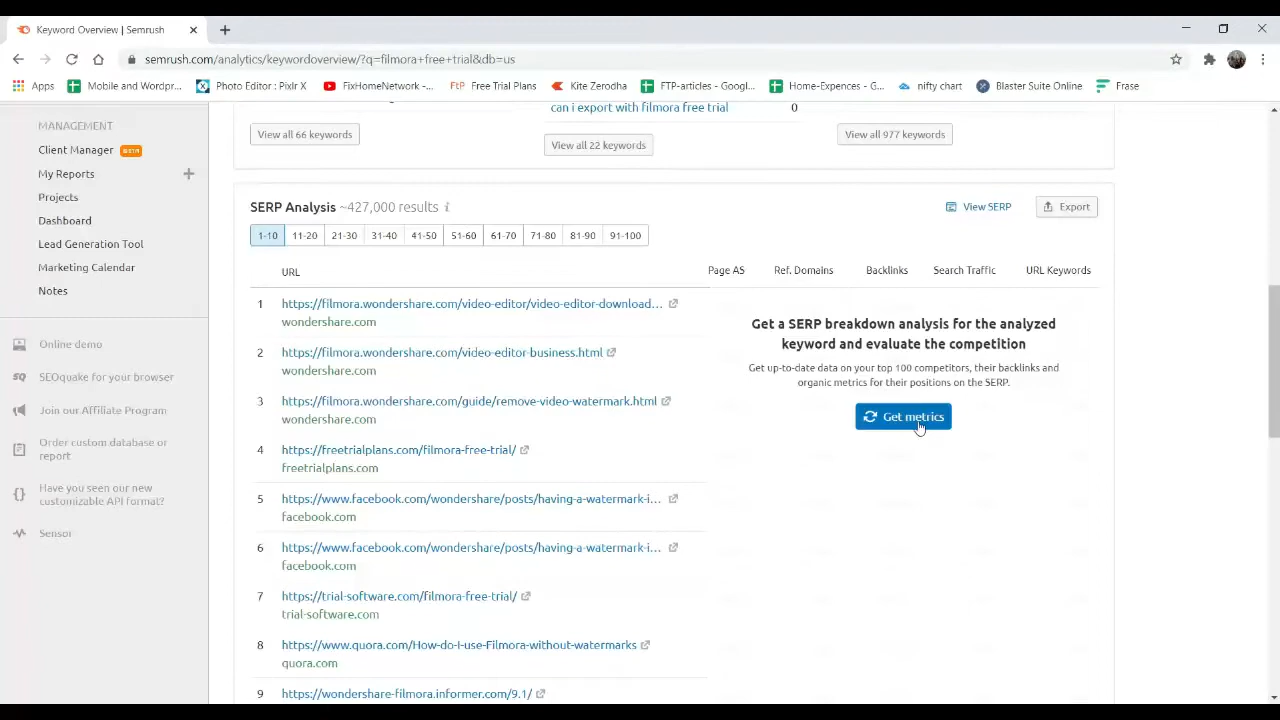 Keyword Overview | Semrush
semrush.com/analytics/keywordoverview/?q=filmora+free+trial&db=us
Apps
Mobile and Wordpr...
Photo Editor : Pixlr X
FixHomeNetwork -...
FtP Free Trial Plans
Kite Zerodha
FTP-articles - Googl...
Home-Expences - G...
nifty chart
Blaster Suite Online
Frase
MANAGEMENT
Client Manager BETA
My Reports
Projects
Dashboard
Lead Generation Tool
Marketing Calendar
Notes
Online demo
SQ SEOquake for your browser
Join our Affiliate Program
Order custom database or
report
Have you seen our new
customizable API format?
Sensor
can i export with filmora free trial 0
View all 66 keywords
View all 22 keywords
View all 977 keywords
SERP Analysis ~427,000 results i
View SERP
Export
1-10 11-20 21-30 31-40 41-50 51-60 61-70 71-80 81-90 91-100
URL Page AS Ref. Domains Backlinks Search Traffic URL Keywords
1 https://filmora.wondershare.com/video-editor/video-editor-download...
wondershare.com
2 https://filmora.wondershare.com/video-editor-business.html
wondershare.com
3 https://filmora.wondershare.com/guide/remove-video-watermark.html
wondershare.com
4 https://freetrialplans.com/filmora-free-trial/
freetrialplans.com
5 https://www.facebook.com/wondershare/posts/having-a-watermark-i...
facebook.com
6 https://www.facebook.com/wondershare/posts/having-a-watermark-i...
facebook.com
7 https://trial-software.com/filmora-free-trial/
trial-software.com
8 https://www.quora.com/How-do-I-use-Filmora-without-watermarks
quora.com
9 https://wondershare-filmora.informer.com/9.1/
Get a SERP breakdown analysis for the analyzed
keyword and evaluate the competition
Get up-to-date data on your top 100 competitors, their backlinks and
organic metrics for their positions on the SERP.
Get metrics